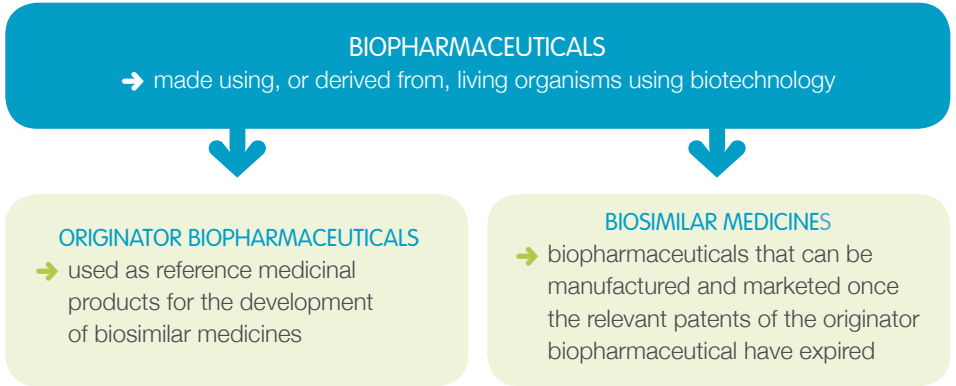 BIOPHARMACEUTICALS
➔ made using, or derived from, living organisms using biotechnology
ORIGINATOR BIOPHARMACEUTICALS
➔ used as reference medicinal
products for the development
of biosimilar medicines
BIOSIMILAR MEDICINES
➔ biopharmaceuticals that can be
manufactured and marketed once
the relevant patents of the originator
biopharmaceutical have expired